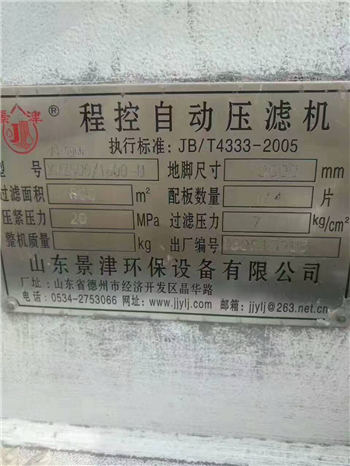 景津 ® 程控自动压滤机
执行标准: JB/T4333-2005
型号 地脚尺寸 mm
过滤面积 m² 配板数量 片
压紧压力 20 MPa 过滤压力 7 kg/cm²
整机质量 kg 出厂编号
山东景津环保设备有限公司
厂址: 山东省德州市经济开发区晶华路
电话: 0534-2753066 网址: www.jjylj.com 邮箱: jjylj@263.net.cn